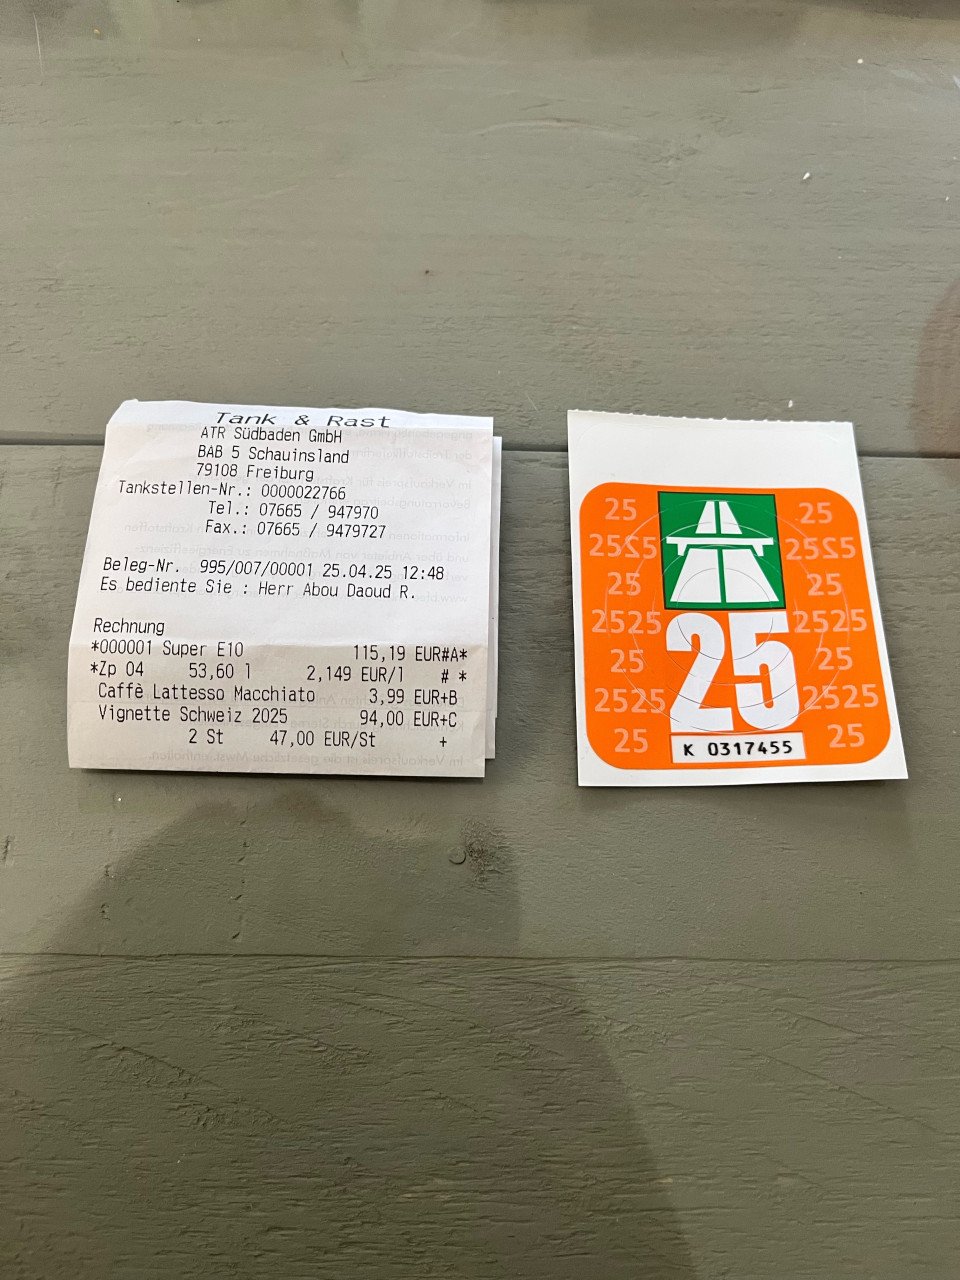 Tank & Rast
ATR Südbaden GmbH
BAB 5 Schauinsland
79108 Freiburg
Tankstellen-Nr.: 0000022766
Tel.: 07665 / 947970
Fax.: 07665 / 9479727
Beleg-Nr. 995/007/00001 25.04.25 12:48
Es bediente Sie : Herr Abou Daoud R.
Rechnung
*000001 Super E10 115,19 EUR#A*
*Zp 04 53,60 l 2,149 EUR/l # *
Caffè Lattesso Macchiato 3,99 EUR+B
Vignette Schweiz 2025 94,00 EUR+C
2 St 47,00 EUR/St +
25 25
2525 2525
25 25
2525 2525
25 25
2525 2525
25 25
25
K 0317455